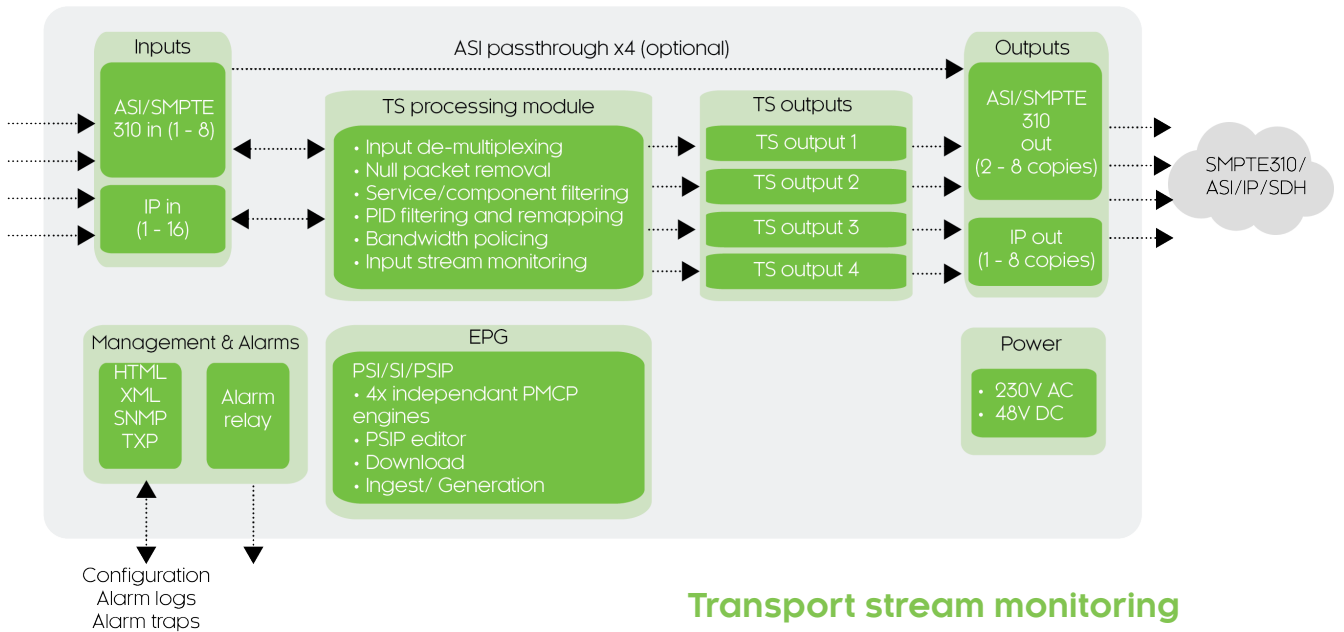 Inputs
ASI/SMPTE
310 in (1 - 8)
IP in
(1 - 16)
ASI passthrough x4 (optional)
TS processing module
• Input de-multiplexing
• Null packet removal
• Service/component filtering
• PID filtering and remapping
• Bandwidth policing
• Input stream monitoring
TS outputs
TS output 1
TS output 2
TS output 3
TS output 4
Outputs
ASI/SMPTE
310
out
(2 - 8 copies)
IP out
(1 - 8 copies)
SMPTE310/
ASI/IP/SDH
Management & Alarms
HTML
XML
SNMP
TXP
Alarm
relay
EPG
PSI/SI/PSIP
• 4x independant PMCP
engines
• PSIP editor
• Download
• Ingest/ Generation
Power
• 230V AC
• 48V DC
Configuration
Alarm logs
Alarm traps
Transport stream monitoring